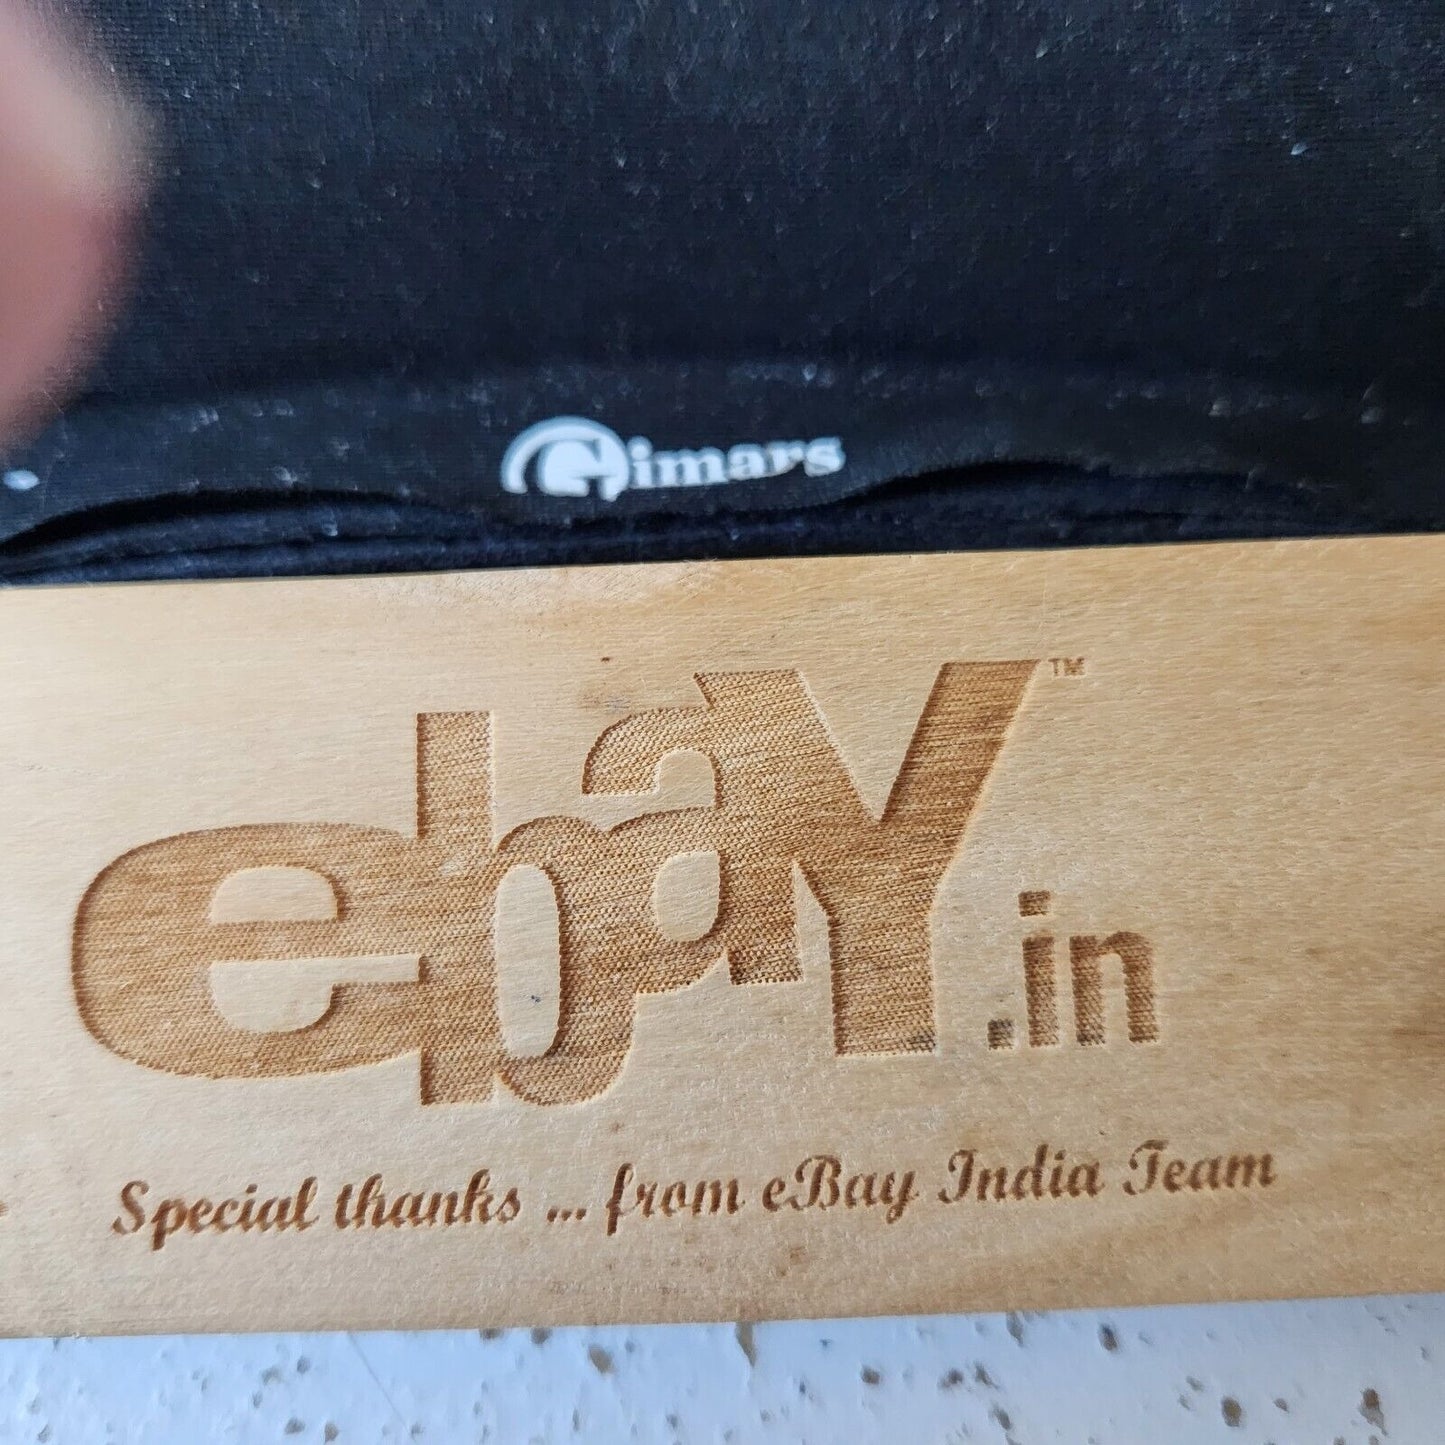 Gimars
ebaY™.in
Special thanks ... from eBay India Team